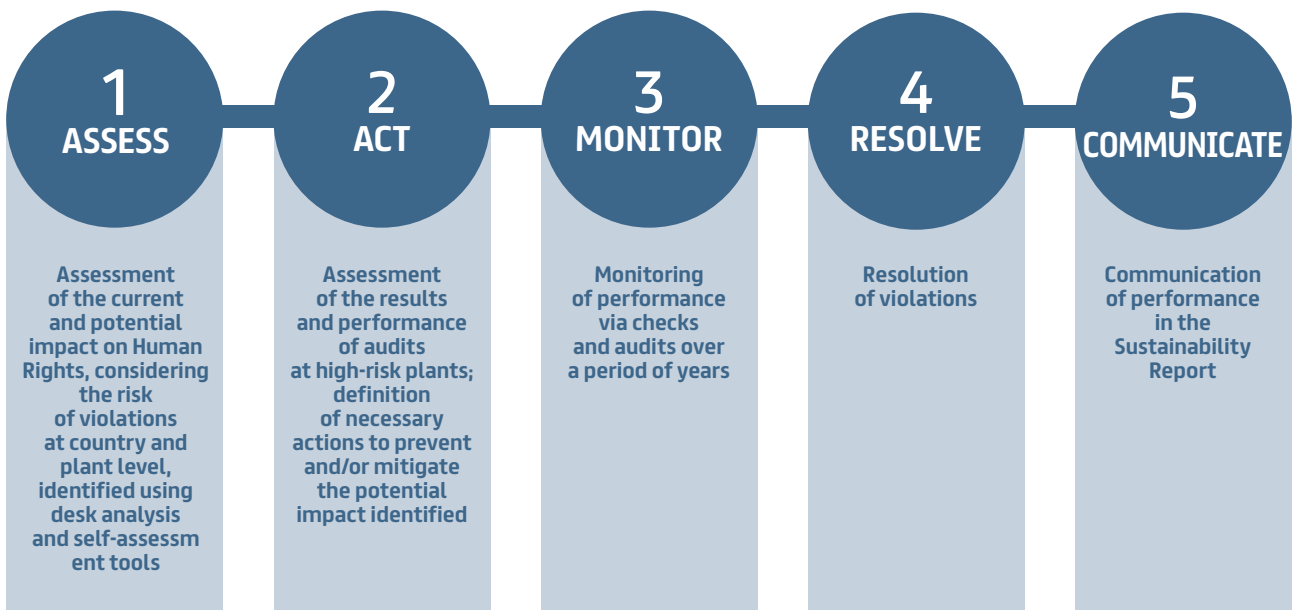 1
ASSESS
Assessment
of the current
and potential
impact on Human
Rights, considering
the risk
of violations
at country and
plant level,
identified using
desk analysis
and self-assessm
ent tools
2
ACT
Assessment
of the results
and performance
of audits
at high-risk plants;
definition
of necessary
actions to prevent
and/or mitigate
the potential
impact identified
3
MONITOR
Monitoring
of performance
via checks
and audits over
a period of years
4
RESOLVE
Resolution
of violations
5
COMMUNICATE
Communication
of performance
in the
Sustainability
Report